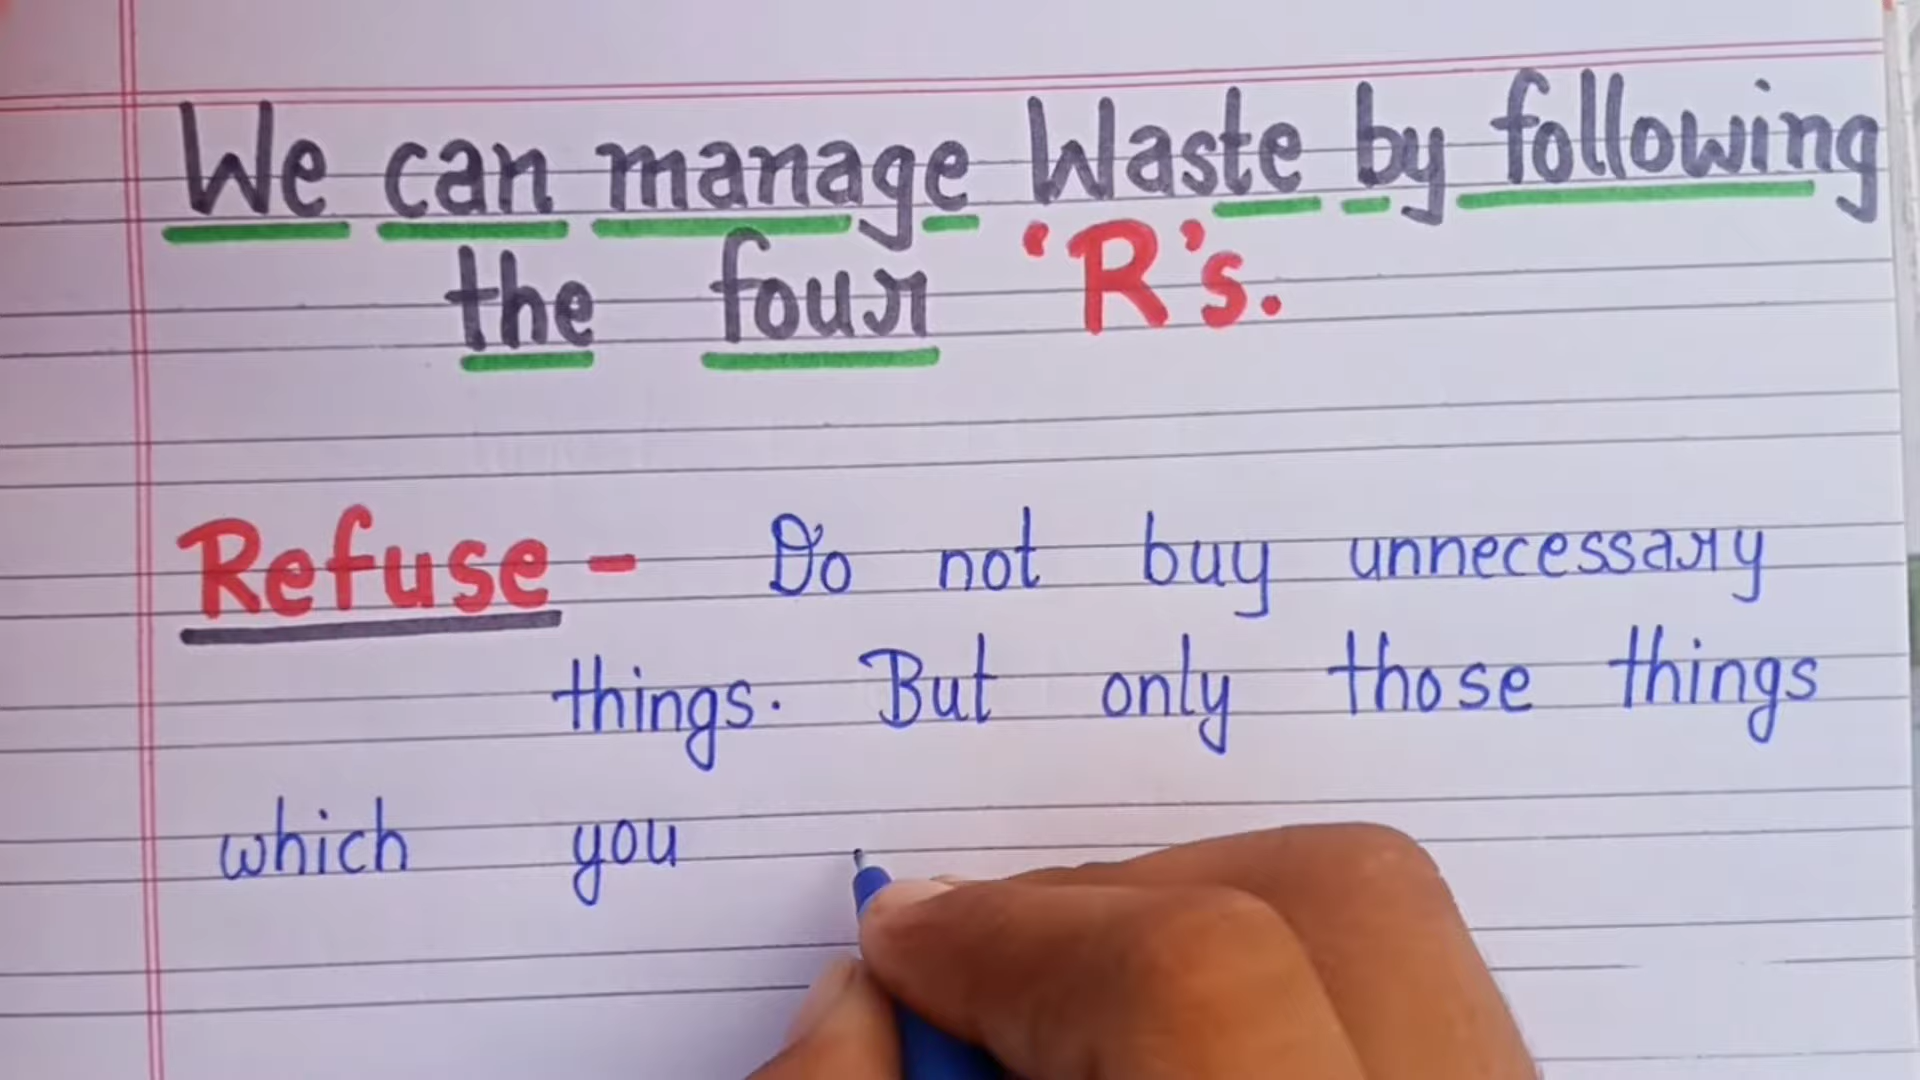 We can manage Waste by following
the four 'R's.
Refuse - Do not buy unnecessary
things. But only those things
which you